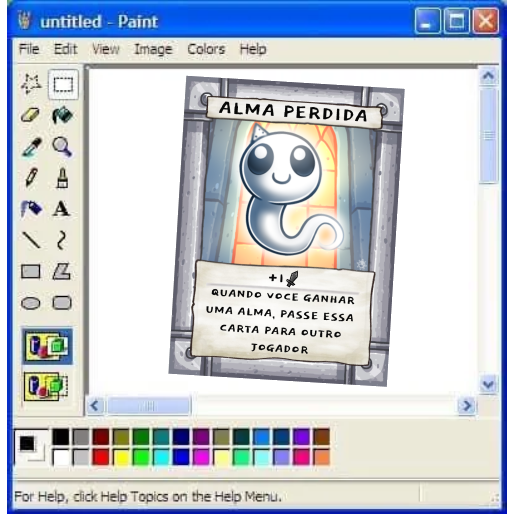 untitled - Paint
File Edit View Image Colors Help
A
ALMA PERDIDA
+1
QUANDO VOCE GANHAR
UMA ALMA, PASSE ESSA
CARTA PARA OUTRO
JOGADOR
For Help, click Help Topics on the Help Menu.